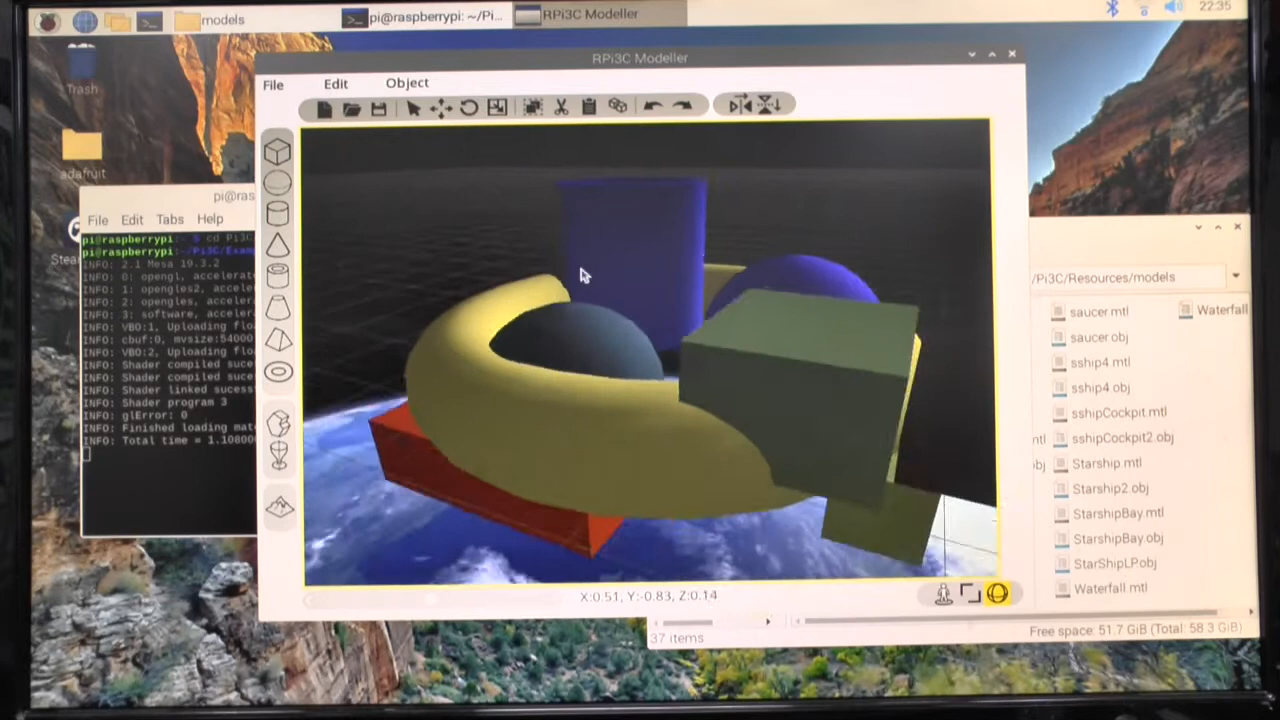 models
pi@raspberrypi: ~/Pi...
RPi3C Modeller
22:35
RPi3C Modeller
Trash
File
Edit
Object
adafruit
pi@ras
File Edit Tabs Help
pi@raspberrypi:~ $ cd Pi3C
pi@raspberrypi:~/Pi3C/Exam
INFO: 2.1 Mesa 19.3.2
INFO: 0: opengl, accelerat
INFO: 1: opengles2, accele
INFO: 2: opengles, acceler
INFO: 3: software, acceler
INFO: VBO:1, Uploading flo
INFO: cbuf:0, mvsize:54000
INFO: VBO:2, Uploading flo
INFO: Shader compiled suce
INFO: Shader compiled suce
INFO: Shader linked sucess
INFO: Shader program 3
INFO: glError: 0
INFO: Finished loading mat
INFO: Total time = 1.10800
/Pi3C/Resources/models
saucer.mtl
Waterfall
saucer.obj
sship4.mtl
sship4.obj
sshipCockpit.mtl
sshipCockpit2.obj
Starship.mtl
Starship2.obj
StarshipBay.mtl
StarshipBay.obj
StarShipLP.obj
Waterfall.mtl
X:0.51, Y:-0.83, Z:0.14
37 items
Free space: 51.7 GiB (Total: 58.3 GiB)